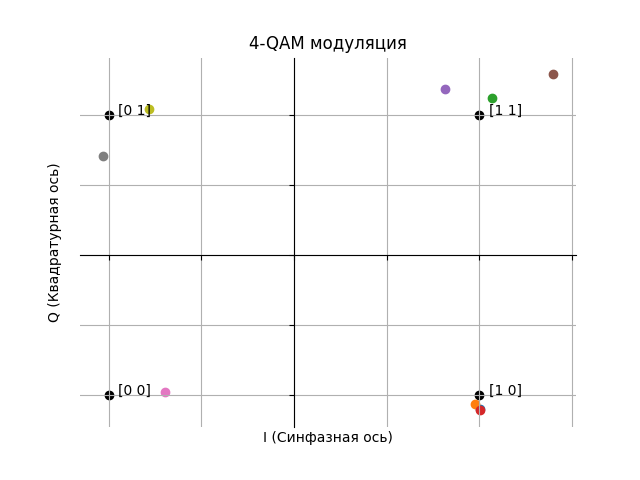 4-QAM модуляция
[0 1]
[1 1]
Q (Квадратурная ось)
[0 0]
[1 0]
I (Синфазная ось)